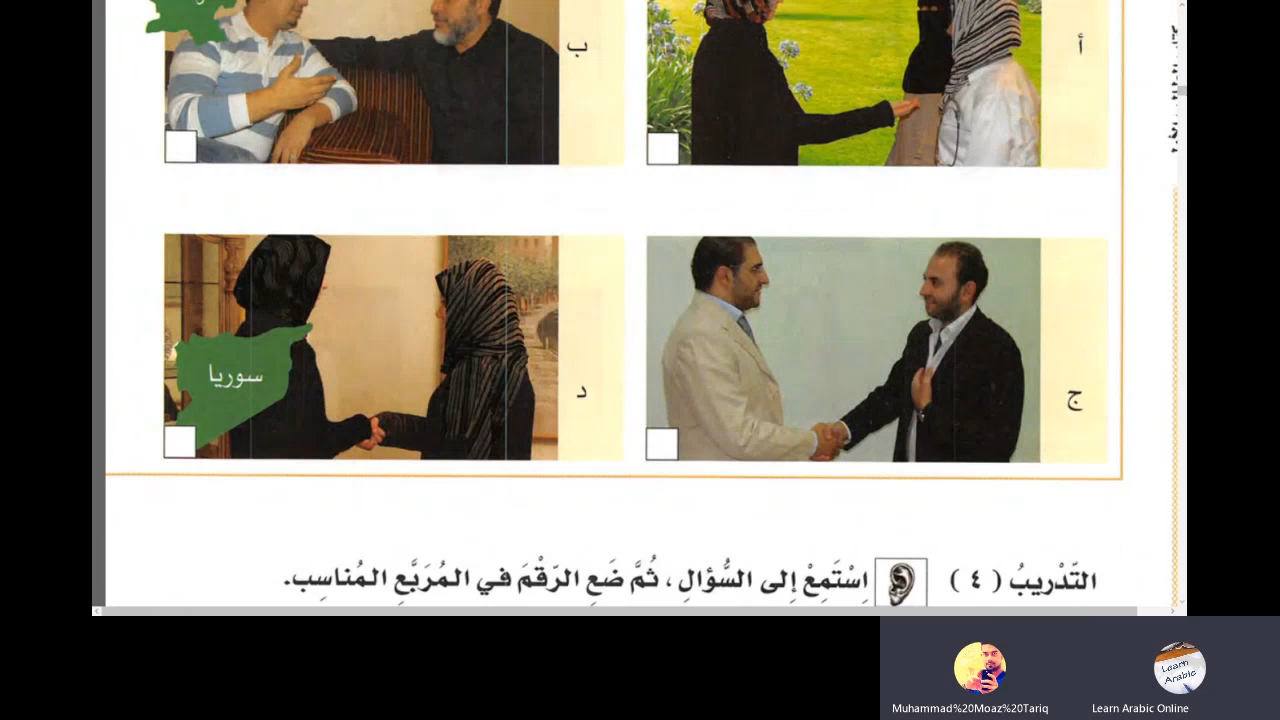 أ
ب
ج
د
سوريا
التَّدْريبُ ( ٤ ) اِسْتَمِعْ إِلى السُّؤالِ ، ثُمَّ ضَعِ الرّقْمَ في المُرَبَّعِ المُناسِب.
Learn Arabic
Muhammad%20Moaz%20Tariq
Learn Arabic Online